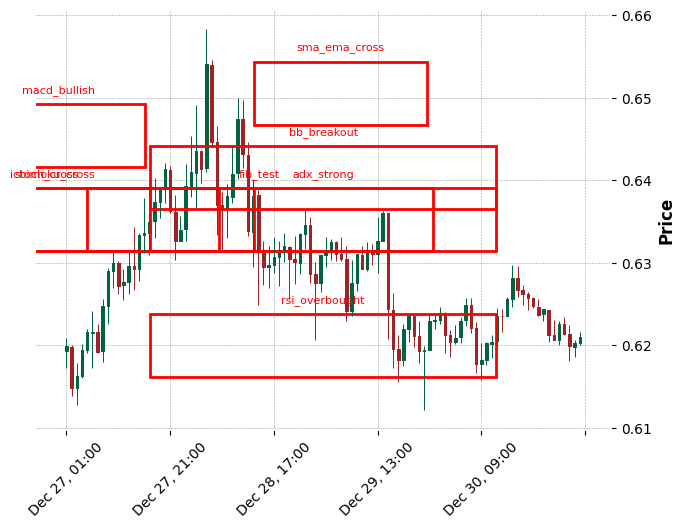 0.66
sma_ema_cross
0.65
macd_bullish
bb_breakout
0.64
fib_test
adx_strong
0.63
rsi_overbought
0.62
0.61
Price
Dec 27, 01:00
Dec 27, 21:00
Dec 28, 17:00
Dec 29, 13:00
Dec 30, 09:00